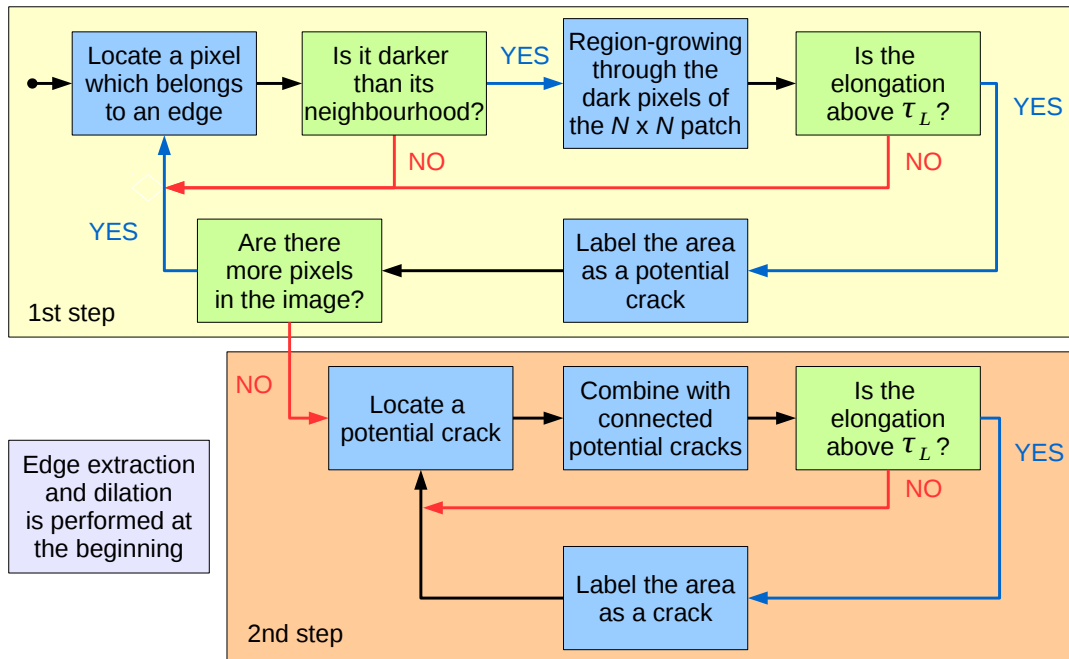 Locate a pixel
which belongs
to an edge
Is it darker
than its
neighbourhood?
YES
Region-growing
through the
dark pixels of
the N x N patch
Is the
elongation
above τL ?
YES
NO
NO
YES
Are there
more pixels
in the image?
Label the area
as a potential
crack
1st step
NO
Locate a
potential crack
Combine with
connected
potential cracks
Is the
elongation
above τL ?
YES
NO
Edge extraction
and dilation
is performed at
the beginning
Label the area
as a crack
2nd step